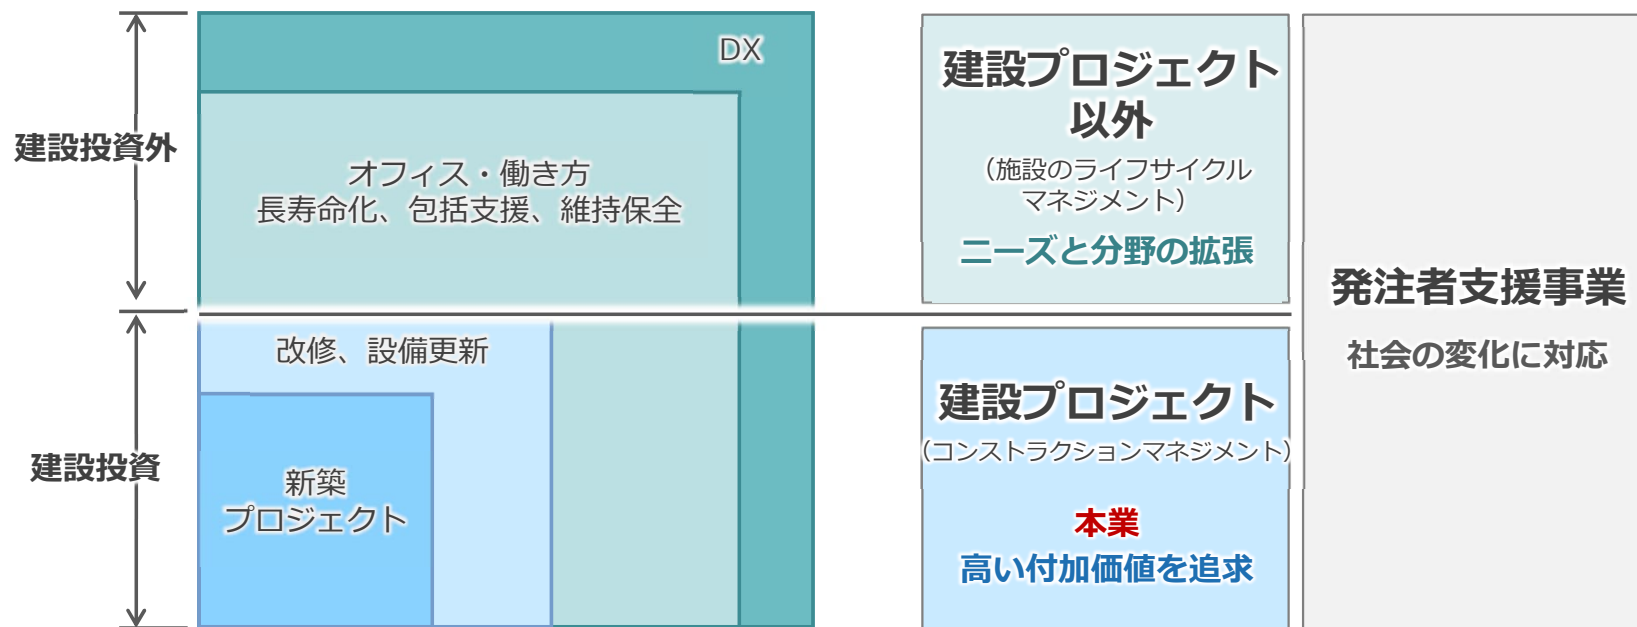 建設投資外
DX
オフィス・働き方
長寿命化、包括支援、維持保全
建設プロジェクト
以外
（施設のライフサイクル
マネジメント）
ニーズと分野の拡張
発注者支援事業
社会の変化に対応
建設投資
改修、設備更新
新築
プロジェクト
建設プロジェクト
（コンストラクションマネジメント）
本業
高い付加価値を追求